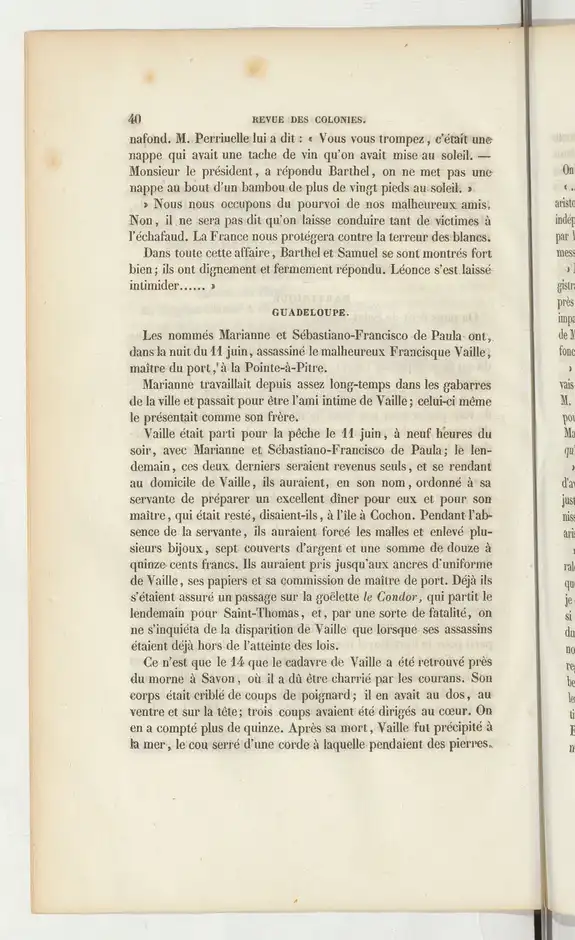 40 REVUE DES COLONIES.
nafond. M. Perriuelle lui a dit : « Vous vous trompez, c'était une
nappe qui avait une tache de vin qu'on avait mise au soleil. —
Monsieur le président, a répondu Barthel, on ne met pas une
nappe au bout d'un bambou de plus de vingt pieds au soleil. »
» Nous nous occupons du pourvoi de nos malheureux amis.
Non, il ne sera pas dit qu'on laisse conduire tant de victimes à
l'échafaud. La France nous protégera contre la terreur des blancs.
Dans toute cette affaire, Barthel et Samuel se sont montrés fort
bien; ils ont dignement et fermement répondu. Léonce s'est laissé
intimider...... »
GUADELOUPE.
Les nommés Marianne et Sébastiano-Francisco de Paula ont,
dans la nuit du 11 juin, assassiné le malheureux Francisque Vaille,
maître du port, à la Pointe-à-Pitre.
Marianne travaillait depuis assez long-temps dans les gabarres
de la ville et passait pour être l'ami intime de Vaille; celui-ci même
le présentait comme son frère.
Vaille était parti pour la pêche le 11 juin, à neuf heures du
soir, avec Marianne et Sébastiano-Francisco de Paula; le len-
demain, ces deux derniers seraient revenus seuls, et se rendant
au domicile de Vaille, ils auraient, en son nom, ordonné à sa
servante de préparer un excellent dîner pour eux et pour son
maître, qui était resté, disaient-ils, à l'île à Cochon. Pendant l'ab-
sence de la servante, ils auraient forcé les malles et enlevé plu-
sieurs bijoux, sept couverts d'argent et une somme de douze à
quinze cents francs. Ils auraient pris jusqu'aux ancres d'uniforme
de Vaille, ses papiers et sa commission de maître de port. Déjà ils
s'étaient assuré un passage sur la goëlette le Condor, qui partit le
lendemain pour Saint-Thomas, et, par une sorte de fatalité, on
ne s'inquiéta de la disparition de Vaille que lorsque ses assassins
étaient déjà hors de l'atteinte des lois.
Ce n'est que le 14 que le cadavre de Vaille a été retrouvé près
du morne à Savon, où il a dû être charrié par les courans. Son
corps était criblé de coups de poignard; il en avait au dos, au
ventre et sur la tête; trois coups avaient été dirigés au cœur. On
en a compté plus de quinze. Après sa mort, Vaille fut précipité à
la mer, le cou serré d'une corde à laquelle pendaient des pierres.